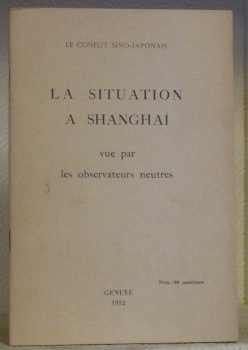 LE CONFLIT SINO-JAPONAIS
LA SITUATION
A SHANGHAI
vue par
les observateurs neutres
Prix: 50 centimes
GENEVE
1932